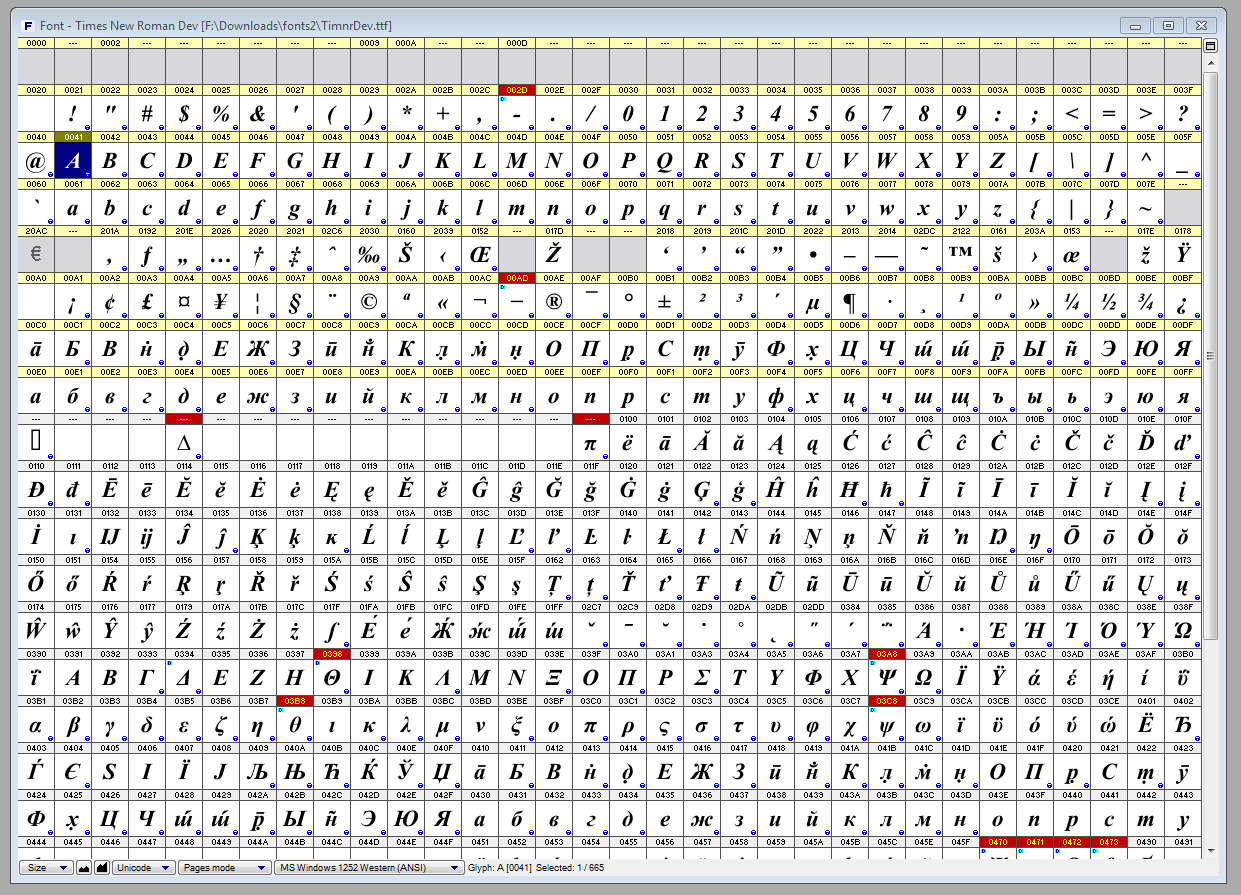 Font - Times New Roman Dev [F:\Downloads\fonts2\TimnrDev.ttf]
0000 --- 0002 --- --- --- --- --- --- 0009 000A --- --- 000D --- --- --- --- --- --- --- --- --- --- --- --- --- --- --- --- --- ---
0020 0021 0022 0023 0024 0025 0026 0027 0028 0029 002A 002B 002C 002D 002E 002F 0030 0031 0032 0033 0034 0035 0036 0037 0038 0039 003A 003B 003C 003D 003E 003F
! " # $ % & ' ( ) * + , - . / 0 1 2 3 4 5 6 7 8 9 : ; < = > ?
0040 0041 0042 0043 0044 0045 0046 0047 0048 0049 004A 004B 004C 004D 004E 004F 0050 0051 0052 0053 0054 0055 0056 0057 0058 0059 005A 005B 005C 005D 005E 005F
@ A B C D E F G H I J K L M N O P Q R S T U V W X Y Z [ \ ] ^ _
0060 0061 0062 0063 0064 0065 0066 0067 0068 0069 006A 006B 006C 006D 006E 006F 0070 0071 0072 0073 0074 0075 0076 0077 0078 0079 007A 007B 007C 007D 007E ---
` a b c d e f g h i j k l m n o p q r s t u v w x y z { | } ~
20AC --- 201A 0192 201E 2026 2020 2021 02C6 2030 0160 2039 0152 --- 017D --- --- 2018 2019 201C 201D 2022 2013 2014 02DC 2122 0161 203A 0153 --- 017E 0178
€ ‚ ƒ „ … † ‡ ˆ ‰ Š ‹ Œ Ž ‘ ’ “ ” • – — ˜ ™ š › œ ž Ÿ
00A0 00A1 00A2 00A3 00A4 00A5 00A6 00A7 00A8 00A9 00AA 00AB 00AC 00AD 00AE 00AF 00B0 00B1 00B2 00B3 00B4 00B5 00B6 00B7 00B8 00B9 00BA 00BB 00BC 00BD 00BE 00BF
¡ ¢ £ ¤ ¥ ¦ § ¨ © ª « ¬ – ® ¯ ° ± ² ³ ´ µ ¶ · ¸ ¹ º » ¼ ½ ¾ ¿
00C0 00C1 00C2 00C3 00C4 00C5 00C6 00C7 00C8 00C9 00CA 00CB 00CC 00CD 00CE 00CF 00D0 00D1 00D2 00D3 00D4 00D5 00D6 00D7 00D8 00D9 00DA 00DB 00DC 00DD 00DE 00DF
ā Б В н̇ д̣ Е Ж З ӣ н̐ К л̣ м̇ н̣ О П р̣ С т̣ ӯ Ф х̣ Ц Ч ш́ ш́ р̣̄ Ы н̃ Э Ю Я
00E0 00E1 00E2 00E3 00E4 00E5 00E6 00E7 00E8 00E9 00EA 00EB 00EC 00ED 00EE 00EF 00F0 00F1 00F2 00F3 00F4 00F5 00F6 00F7 00F8 00F9 00FA 00FB 00FC 00FD 00FE 00FF
а б в г д е ж з и й к л м н о п р с т у ф х ц ч ш щ ъ ы ь э ю я
--- --- --- --- --- --- --- --- --- --- --- --- --- --- --- --- 0100 0101 0102 0103 0104 0105 0106 0107 0108 0109 010A 010B 010C 010D 010E 010F
∆ π ё ā Ă ă Ą ą Ć ć Ĉ ĉ Ċ ċ Č č Ď ď
0110 0111 0112 0113 0114 0115 0116 0117 0118 0119 011A 011B 011C 011D 011E 011F 0120 0121 0122 0123 0124 0125 0126 0127 0128 0129 012A 012B 012C 012D 012E 012F
Đ đ Ē ē Ĕ ĕ Ė ė Ę ę Ě ě Ĝ ĝ Ğ ğ Ġ ġ Ģ ģ Ĥ ĥ Ħ ħ Ĩ ĩ Ī ī Ĭ ĭ Į į
0130 0131 0132 0133 0134 0135 0136 0137 0138 0139 013A 013B 013C 013D 013E 013F 0140 0141 0142 0143 0144 0145 0146 0147 0148 0149 014A 014B 014C 014D 014E 014F
İ ı Ĳ ĳ Ĵ ĵ Ķ ķ ĸ Ĺ ĺ Ļ ļ Ľ ľ Ŀ ŀ Ł ł Ń ń Ņ ņ Ň ň ŉ Ŋ ŋ Ō ō Ŏ ŏ
0150 0151 0154 0155 0156 0157 0158 0159 015A 015B 015C 015D 015E 015F 0162 0163 0164 0165 0166 0167 0168 0169 016A 016B 016C 016D 016E 016F 0170 0171 0172 0173
Ő ő Ŕ ŕ Ŗ ŗ Ř ř Ś ś Ŝ ŝ Ş ş Ţ ţ Ť ť Ŧ ŧ Ũ ũ Ū ū Ŭ ŭ Ů ů Ű ű Ų ų
0174 0175 0176 0177 0179 017A 017B 017C 017F 01FA 01FB 01FC 01FD 01FE 01FF 02C7 02C9 02D8 02D9 02DA 02DB 02DD 0384 0385 0386 0387 0388 0389 038A 038C 038E 038F
Ŵ ŵ Ŷ ŷ Ź ź Ż ż ſ É é Ж́ ж́ ш́ ш́ ˇ ˉ ˘ ˙ ˚ ˛ ˝ ΄ ΅ Ά · Έ Ή Ί Ό Ύ Ώ
0390 0391 0392 0393 0394 0395 0396 0397 0398 0399 039A 039B 039C 039D 039E 039F 03A0 03A1 03A3 03A4 03A5 03A6 03A7 03A8 03A9 03AA 03AB 03AC 03AD 03AE 03AF 03B0
ΐ Α Β Γ Δ Ε Ζ Η Θ Ι Κ Λ Μ Ν Ξ Ο Π Ρ Σ Τ Υ Φ Χ Ψ Ω Ϊ Ϋ ά έ ή ί ΰ
03B1 03B2 03B3 03B4 03B5 03B6 03B7 03B8 03B9 03BA 03BB 03BC 03BD 03BE 03BF 03C0 03C1 03C2 03C3 03C4 03C5 03C6 03C7 03C8 03C9 03CA 03CB 03CC 03CD 03CE 0401 0402
α β γ δ ε ζ η θ ι κ λ μ ν ξ ο π ρ ς σ τ υ φ χ ψ ω ϊ ϋ ό ύ ώ Ё Ђ
0403 0404 0405 0406 0407 0408 0409 040A 040B 040C 040E 040F 0410 0411 0412 0413 0414 0415 0416 0417 0418 0419 041A 041B 041C 041D 041E 041F 0420 0421 0422 0423
Ѓ Є Ѕ І Ї Ј Љ Њ Ћ Ќ Ў Џ ā Б В н̇ д̣ Е Ж З ӣ н̐ К л̣ м̇ н̣ О П р̣ С т̣ ӯ
0424 0425 0426 0427 0428 0429 042A 042B 042C 042D 042E 042F 0430 0431 0432 0433 0434 0435 0436 0437 0438 0439 043A 043B 043C 043D 043E 043F 0440 0441 0442 0443
Ф х̣ Ц Ч ш́ ш́ р̣̄ Ы н̃ Э Ю Я а б в г д е ж з и й к л м н о п р с т у
0444 0445 0446 0447 0448 0449 044A 044B 044C 044D 044E 044F 0451 0452 0453 0454 0455 0456 0457 0458 0459 045A 045B 045C 045E 045F 0470 0471 0472 0473 0490 0491
Size Unicode Pages mode MS Windows 1252 Western (ANSI) Glyph: A [0041] Selected: 1 / 665